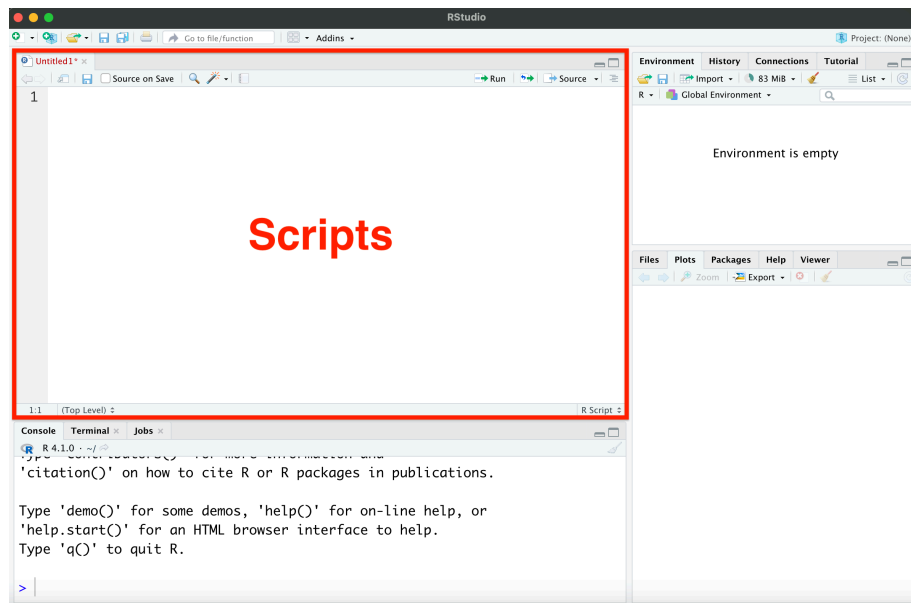 RStudio
Go to file/function Addins Project: (None)
Untitled1*
Source on Save Run Source
1
Scripts
1:1 (Top Level) R Script
Console Terminal Jobs
R 4.1.0 · ~/
'citation()' on how to cite R or R packages in publications.
Type 'demo()' for some demos, 'help()' for on-line help, or
'help.start()' for an HTML browser interface to help.
Type 'q()' to quit R.
>
Environment History Connections Tutorial
Import 83 MiB List
R Global Environment
Environment is empty
Files Plots Packages Help Viewer
Zoom Export